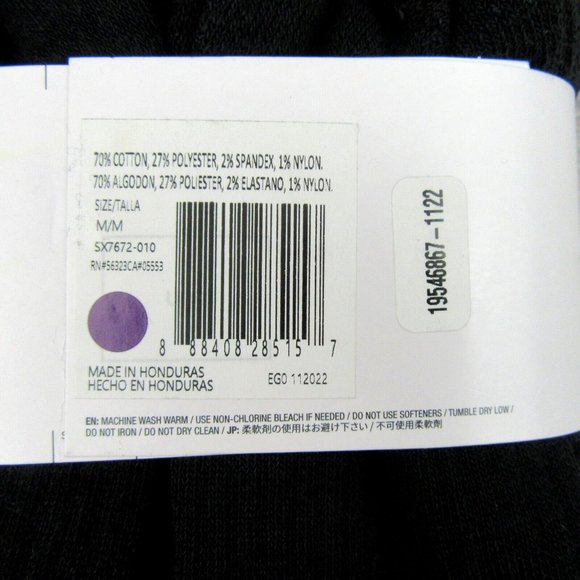 70% COTTON, 27% POLYESTER, 2% SPANDEX, 1% NYLON.
70% ALGODON, 27% POLIESTER, 2% ELASTANO, 1% NYLON.
SIZE/TALLA
M/M
SX7672-010
RN#56323CA#05553
8 88408 28515 7
MADE IN HONDURAS
HECHO EN HONDURAS
EG0 112022
19546867-1122
EN: MACHINE WASH WARM / USE NON-CHLORINE BLEACH IF NEEDED / DO NOT USE SOFTENERS / TUMBLE DRY LOW /
DO NOT IRON / DO NOT DRY CLEAN / JP: 柔軟剤の使用はお避け下さい / 不可使用柔軟劑